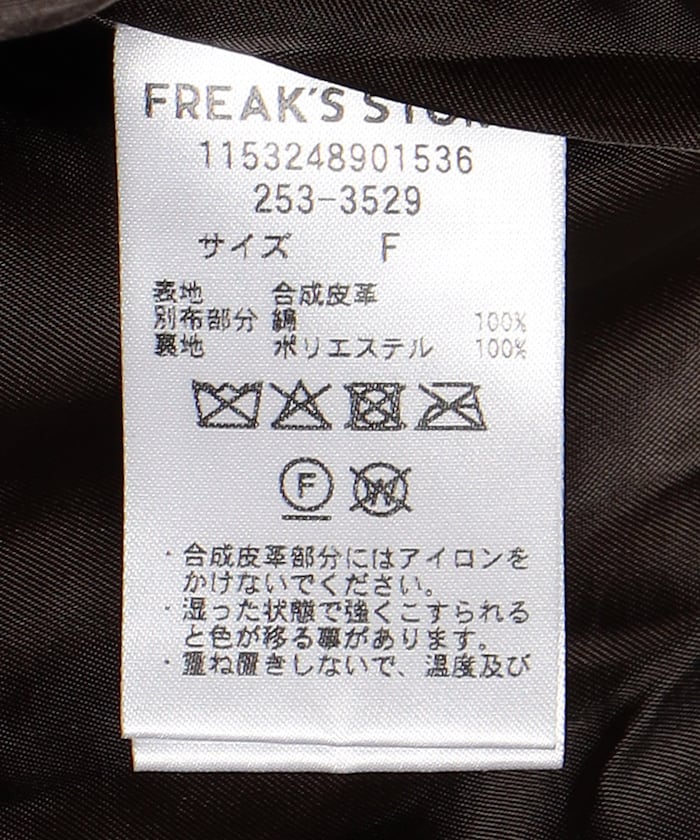 FREAK'S STOR
1153248901536
253-3529
サイズ F
表地 合成皮革
別布部分 綿 100%
裏地 ポリエステル 100%
F
W
・合成皮革部分にはアイロンを
かけないでください。
・湿った状態で強くこすられる
と色が移る事があります。
・重ね置きしないで、温度及び